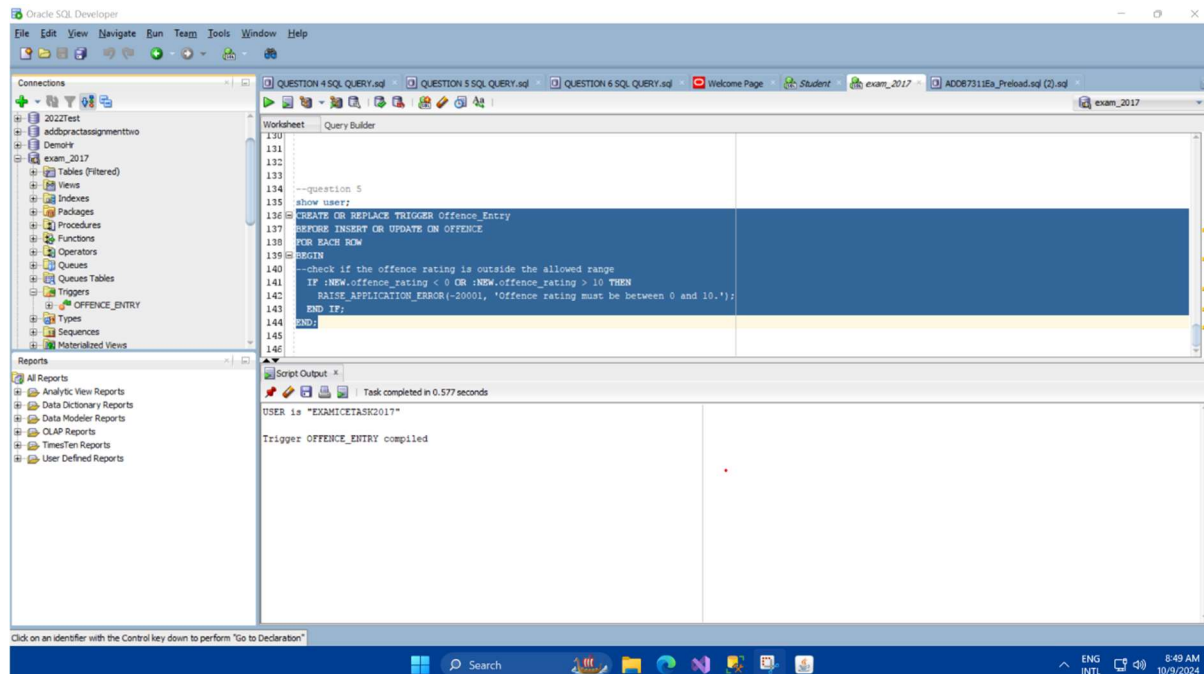 Oracle SQL Developer
File Edit View Navigate Run Team Tools Window Help
Connections
2022Test
addbpractassignmenttwo
DemoHr
exam_2017
Tables (Filtered)
Views
Indexes
Packages
Procedures
Functions
Operators
Queues
Queues Tables
Triggers
OFFENCE_ENTRY
Types
Sequences
Materialized Views
Reports
All Reports
Analytic View Reports
Data Dictionary Reports
Data Modeler Reports
OLAP Reports
TimesTen Reports
User Defined Reports
QUESTION 4 SQL QUERY.sql QUESTION 5 SQL QUERY.sql QUESTION 6 SQL QUERY.sql Welcome Page Student exam_2017 ADDB7311Ea_Preload.sql (2).sql
exam_2017
Worksheet Query Builder
130
131
132
133
134 --question 5
135 show user;
136 CREATE OR REPLACE TRIGGER Offence_Entry
137 BEFORE INSERT OR UPDATE ON OFFENCE
138 FOR EACH ROW
139 BEGIN
140 --check if the offence rating is outside the allowed range
141 IF :NEW.offence_rating < 0 OR :NEW.offence_rating > 10 THEN
142 RAISE_APPLICATION_ERROR(-20001, 'Offence rating must be between 0 and 10.');
143 END IF;
144 END;
145
146
Script Output
Task completed in 0.577 seconds
USER is "EXAMICETASK2017"
Trigger OFFENCE_ENTRY compiled
Click on an identifier with the Control key down to perform "Go to Declaration"
Search
ENG
INTL
8:49 AM
10/9/2024